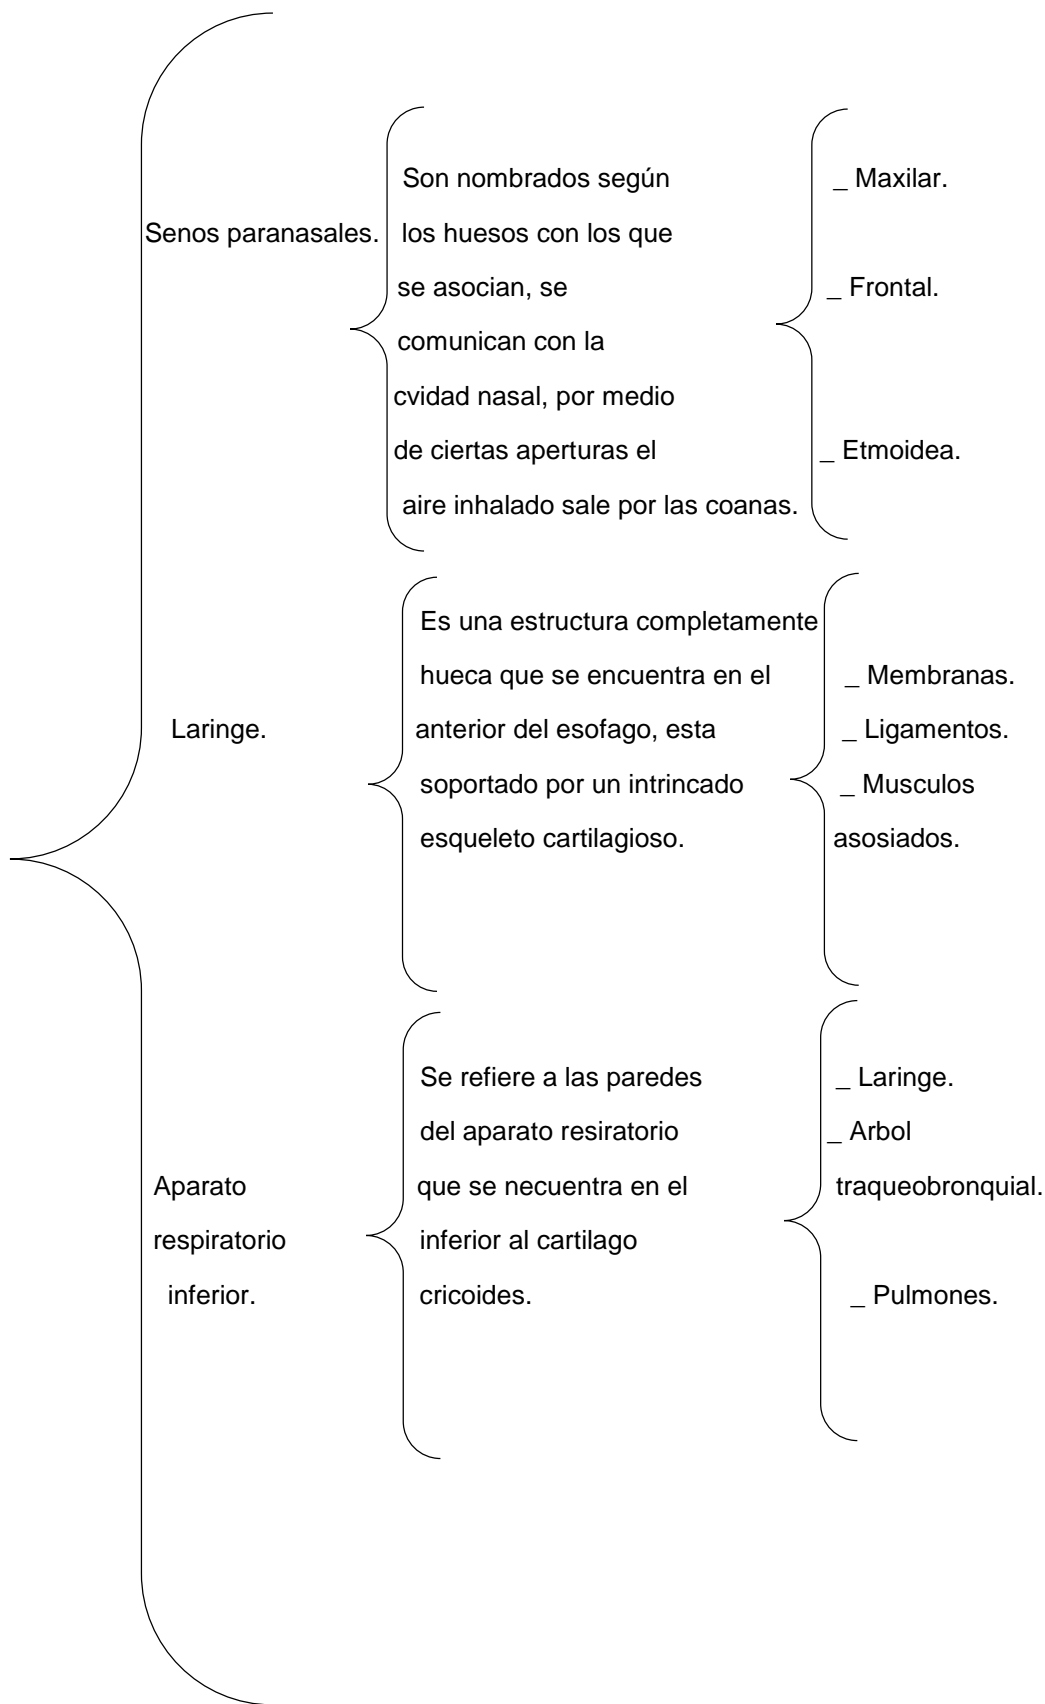 Senos paranasales.
Son nombrados según
los huesos con los que
se asocian, se
comunican con la
cvidad nasal, por medio
de ciertas aperturas el
aire inhalado sale por las coanas.
_ Maxilar.
_ Frontal.
_ Etmoidea.
Laringe.
Es una estructura completamente
hueca que se encuentra en el
anterior del esofago, esta
soportado por un intrincado
esqueleto cartilagioso.
_ Membranas.
_ Ligamentos.
_ Musculos
asosiados.
Aparato
respiratorio
inferior.
Se refiere a las paredes
del aparato resiratorio
que se necuentra en el
inferior al cartilago
cricoides.
_ Laringe.
_ Arbol
traqueobronquial.
_ Pulmones.